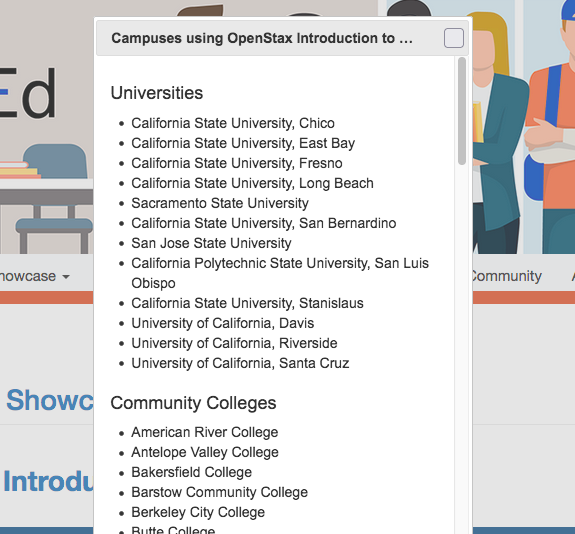 Campuses using OpenStax Introduction to ...
Ed
Universities
California State University, Chico
California State University, East Bay
California State University, Fresno
California State University, Long Beach
Sacramento State University
California State University, San Bernardino
San Jose State University
California Polytechnic State University, San Luis
Obispo
California State University, Stanislaus
University of California, Davis
University of California, Riverside
University of California, Santa Cruz
howcase
Community
A
Community Colleges
Showc
American River College
Antelope Valley College
Bakersfield College
Introdu
Barstow Community College
Berkeley City College
Butte College